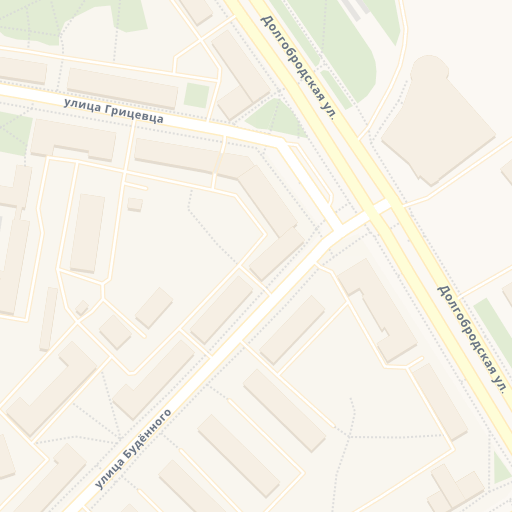 Долгобродская ул.
улица Грицевца
Долгобродская ул.
улица Будённого